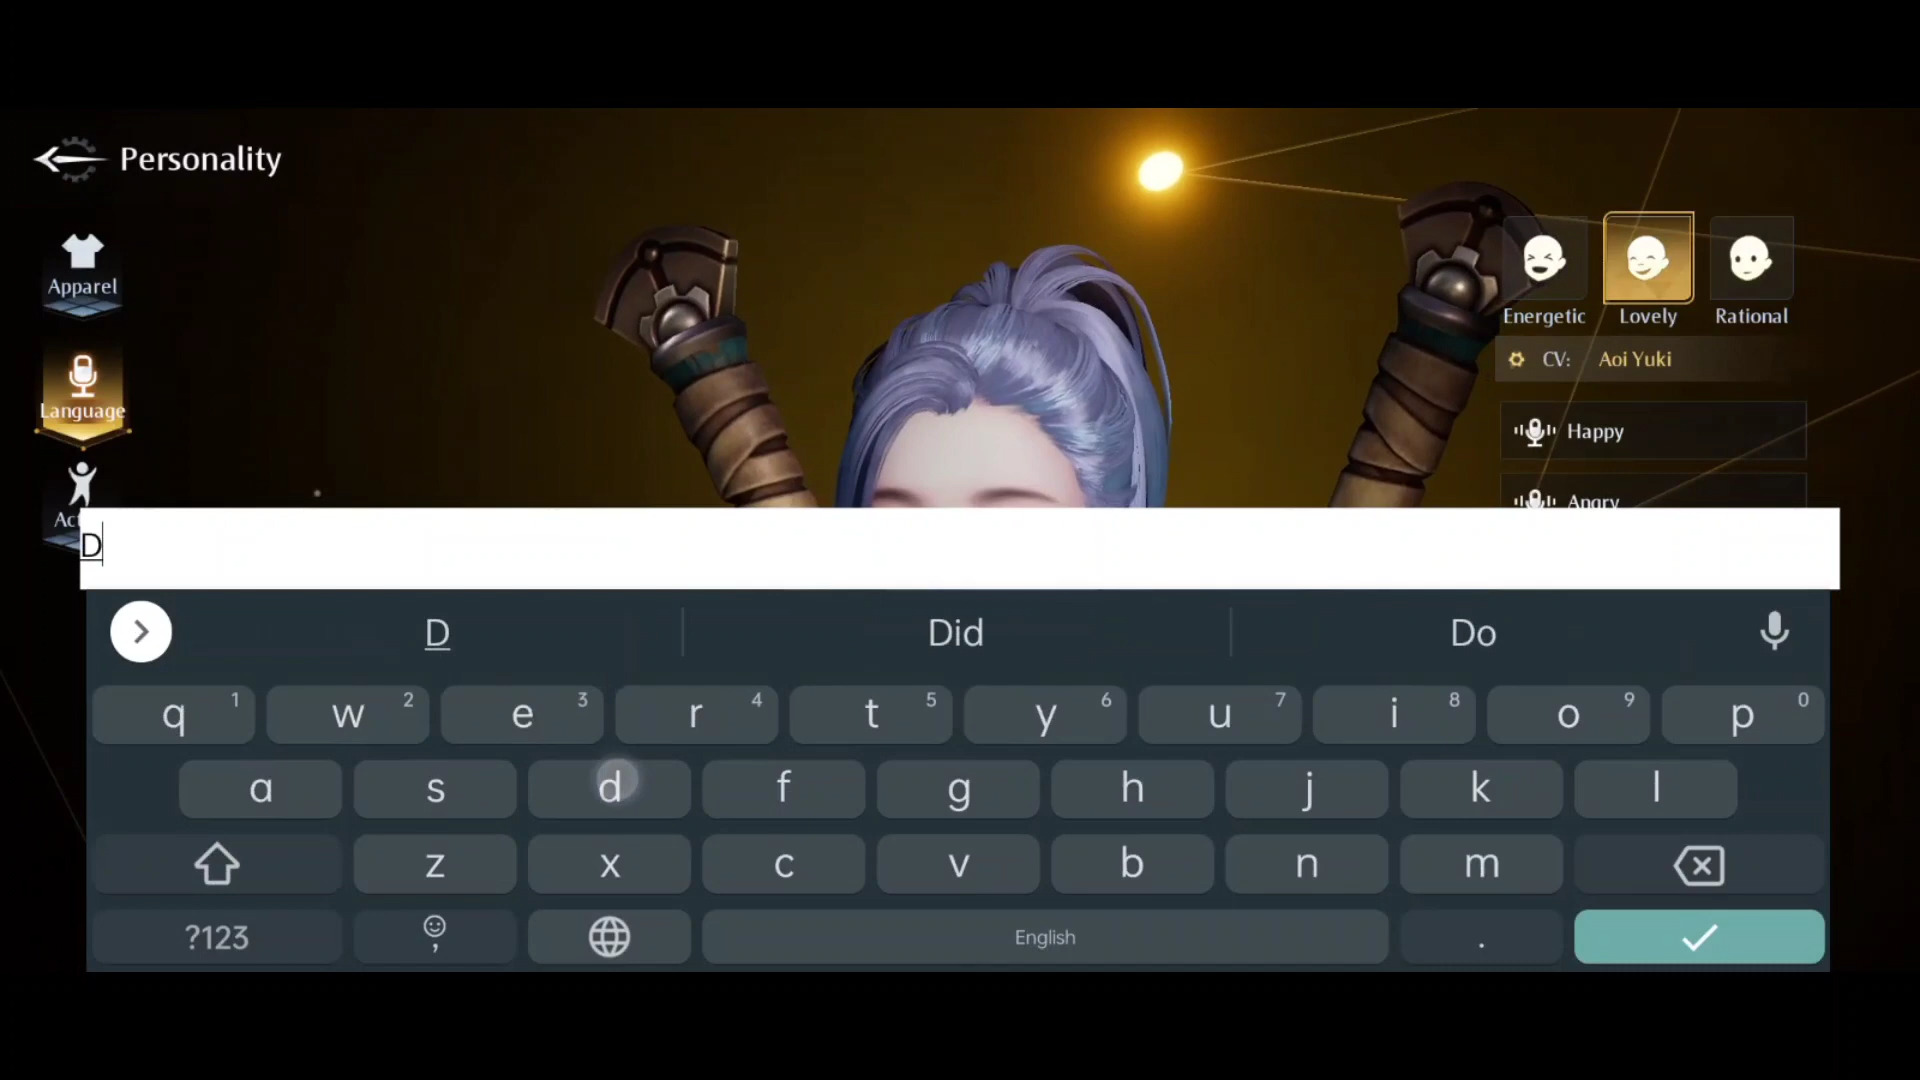 Personality
Apparel
Language
Act
Energetic Lovely Rational
CV: Aoi Yuki
Happy
Angry
D
D Did Do
q 1 w 2 e 3 r 4 t 5 y 6 u 7 i 8 o 9 p 0
a s d f g h j k l
z x c v b n m
?123 , English .